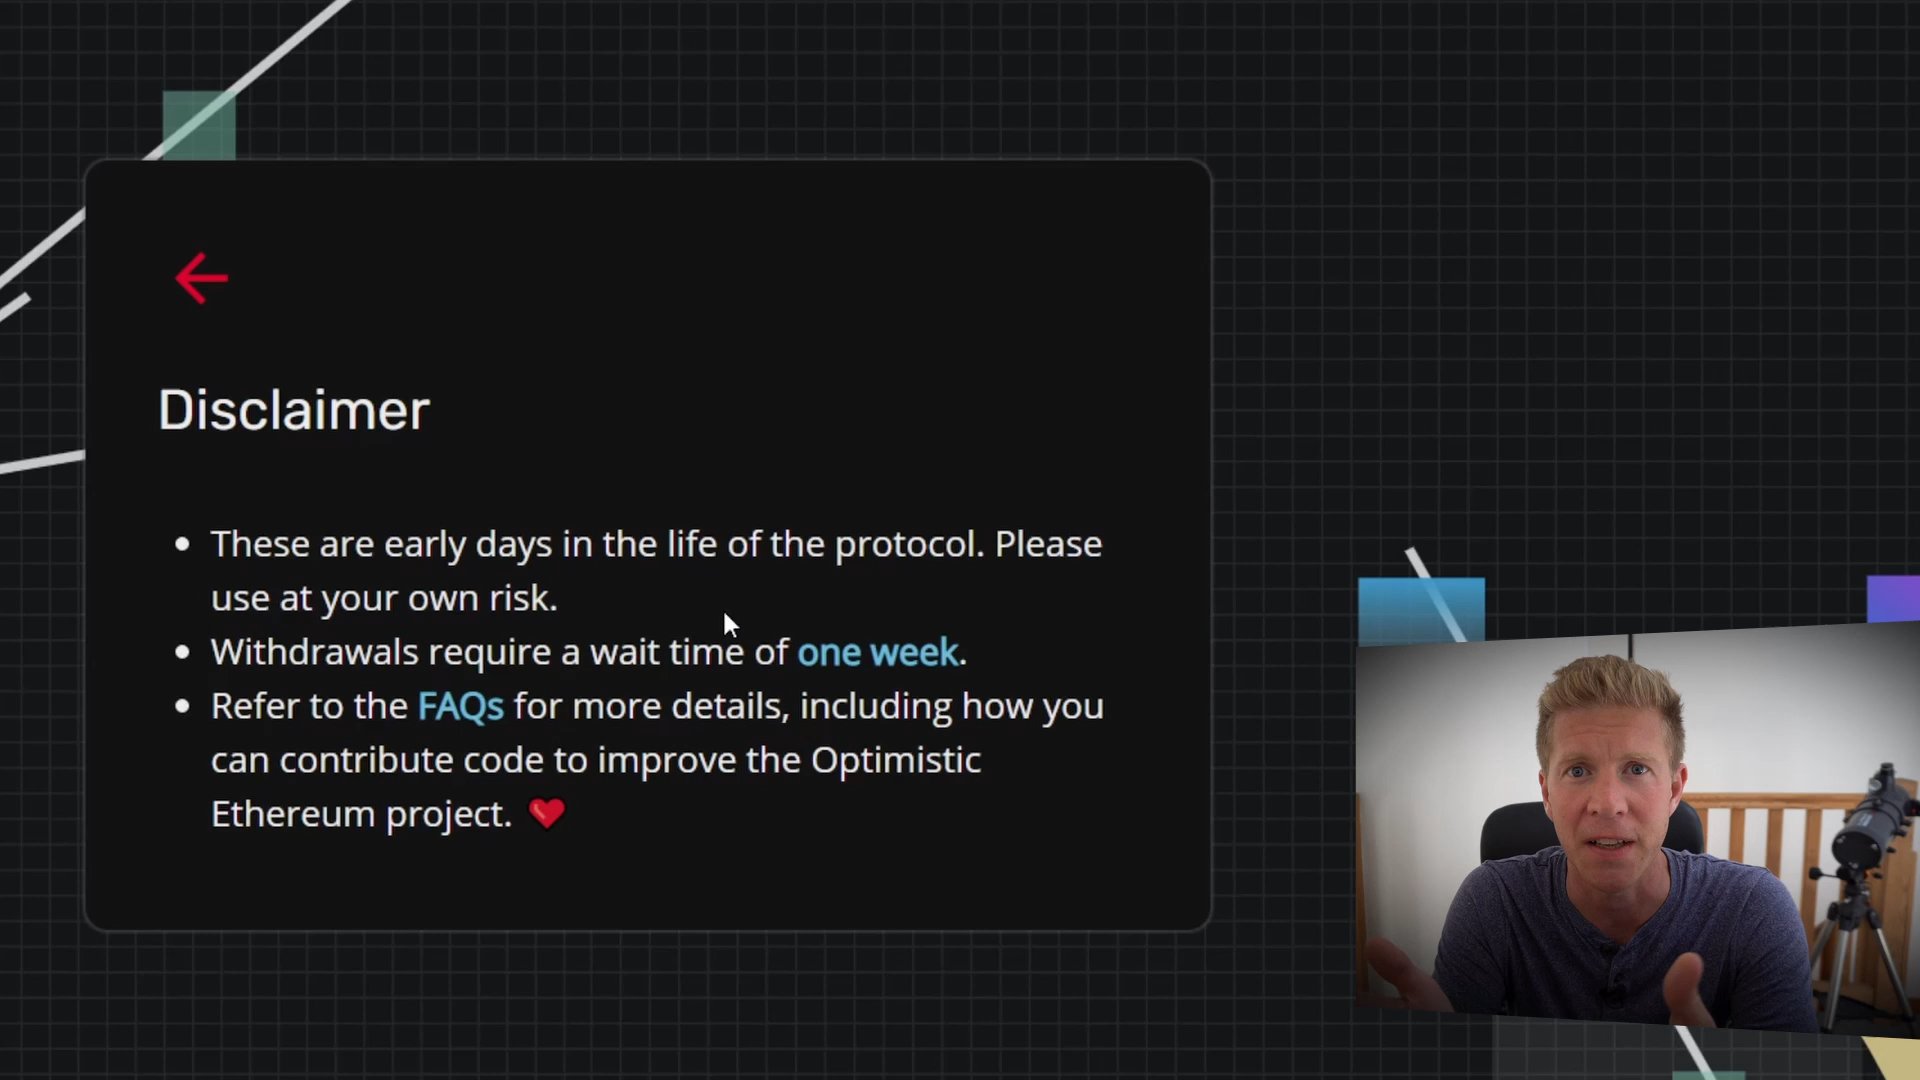 Disclaimer
These are early days in the life of the protocol. Please
use at your own risk.
Withdrawals require a wait time of one week.
Refer to the FAQs for more details, including how you
can contribute code to improve the Optimistic
Ethereum project. ❤️